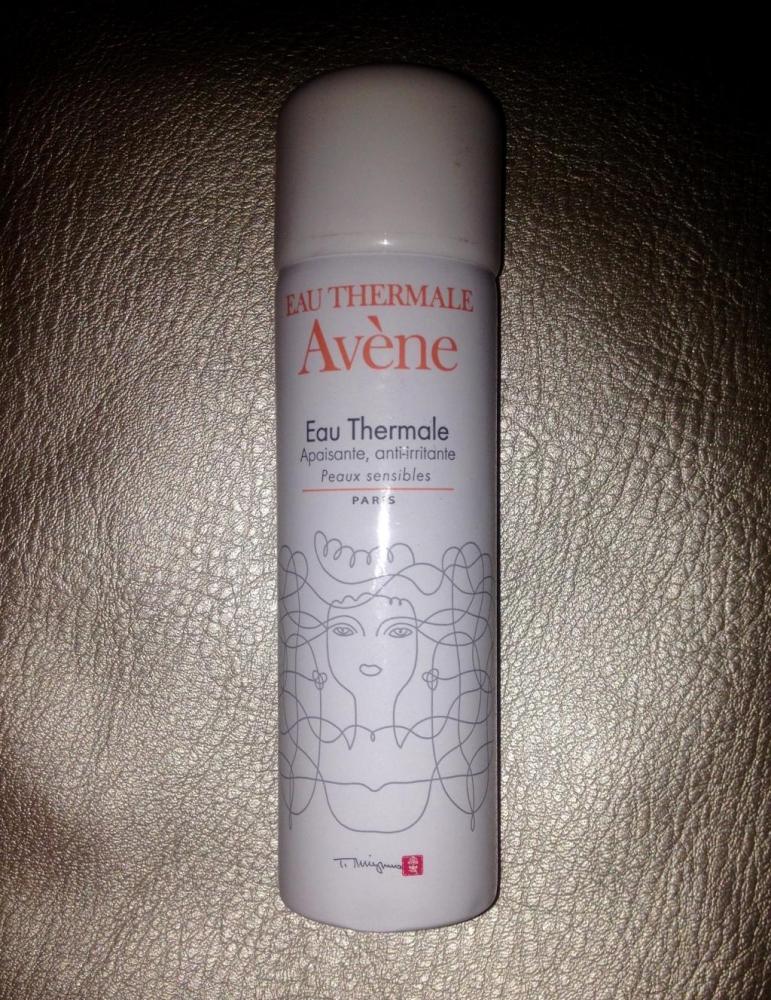 EAU THERMALE
Avène
Eau Thermale
Apaisante, anti-irritante
Peaux sensibles
PARIS